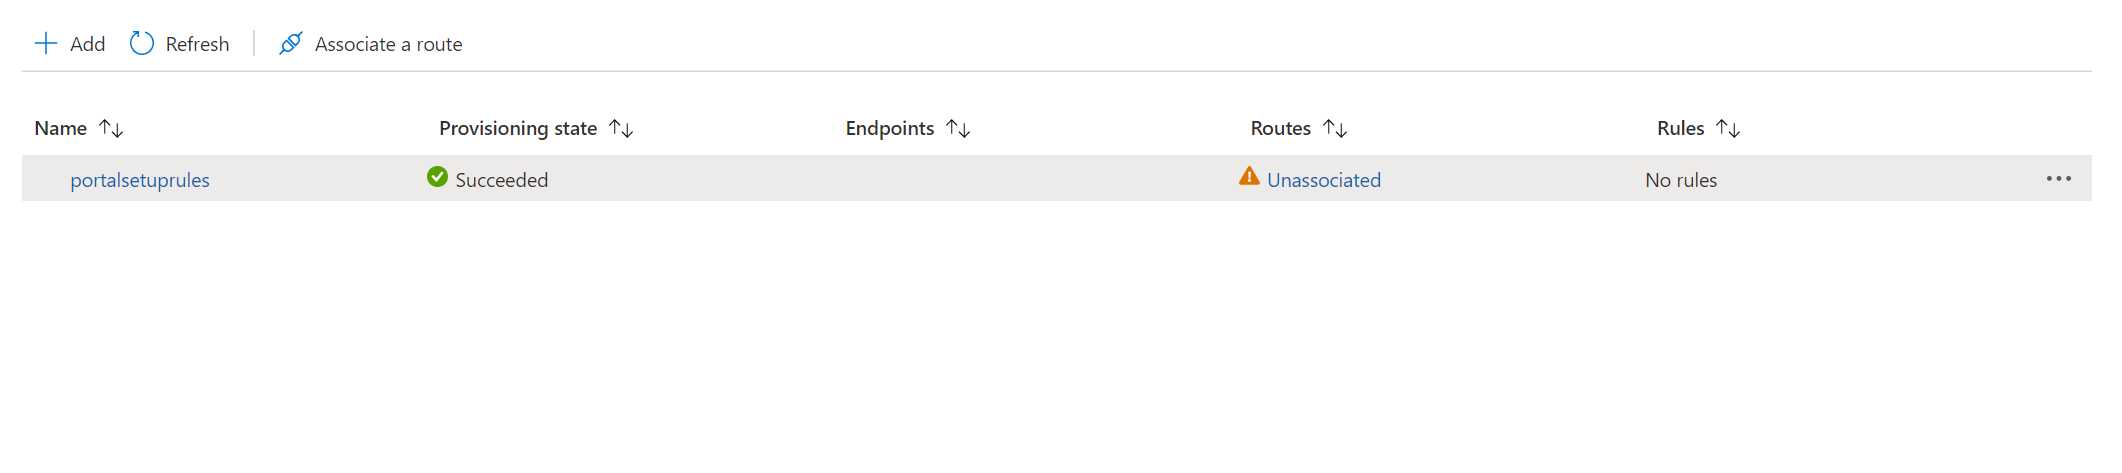 Add Refresh Associate a route
Name Provisioning state Endpoints Routes Rules
portalsetuprules Succeeded Unassociated No rules